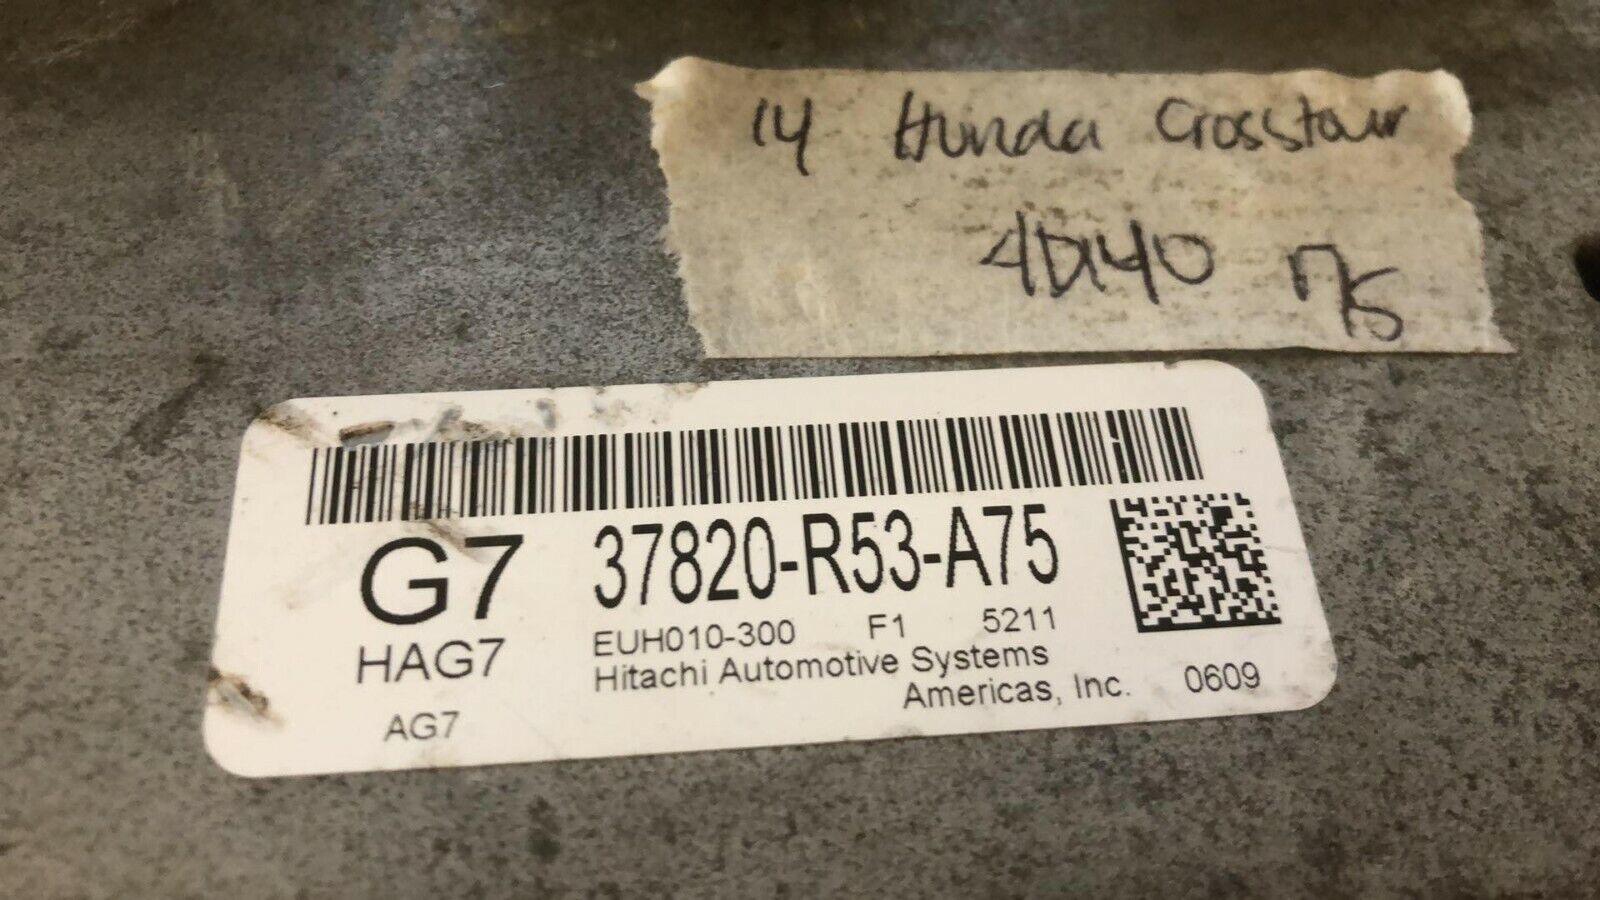 14 Hunda Crosstour
4D140 175
G7 37820-R53-A75
HAG7 EUH010-300 F1 5211
Hitachi Automotive Systems
Americas, Inc. 0609
AG7